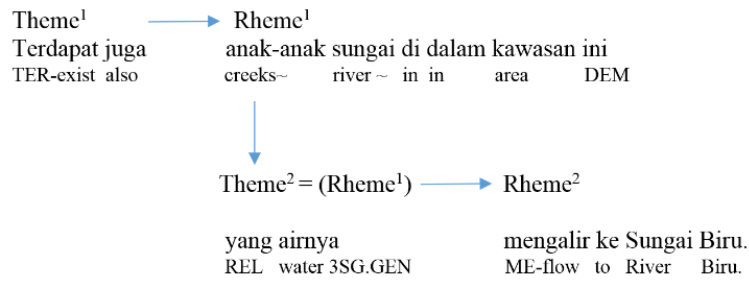 Theme¹ Rheme¹
Terdapat juga anak-anak sungai di dalam kawasan ini
TER-exist also creeks~ river ~ in in area DEM
Theme² = (Rheme¹) Rheme²
yang airnya mengalir ke Sungai Biru.
REL water 3SG.GEN ME-flow to River Biru.